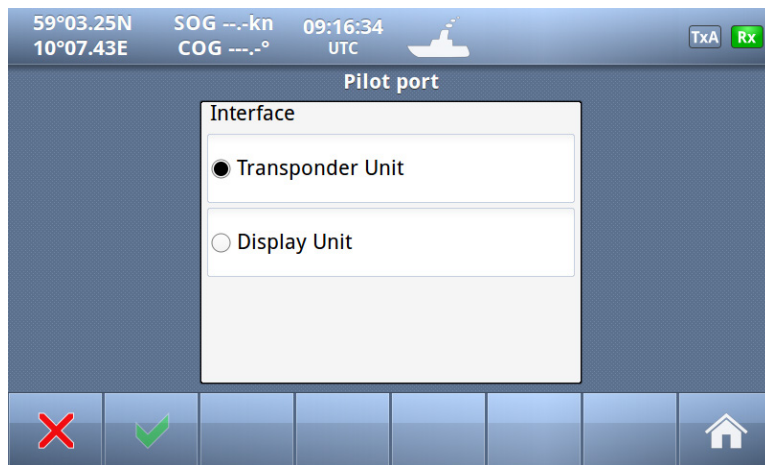 59°03.25N SOG --.-kn 09:16:34 TxA Rx
10°07.43E COG ---.-° UTC
Pilot port
Interface
Transponder Unit
Display Unit